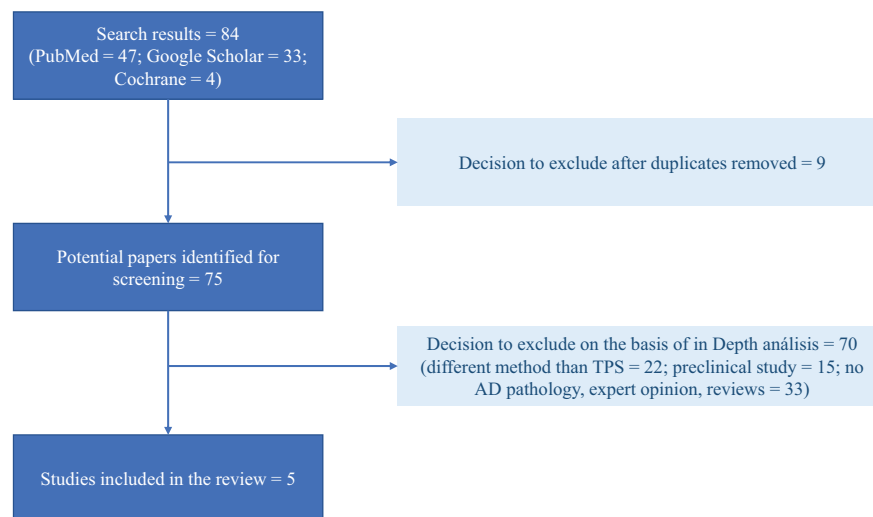 Search results = 84
(PubMed = 47; Google Scholar = 33;
Cochrane = 4)
Decision to exclude after duplicates removed = 9
Potential papers identified for
screening = 75
Decision to exclude on the basis of in Depth análisis = 70
(different method than TPS = 22; preclinical study = 15; no
AD pathology, expert opinion, reviews = 33)
Studies included in the review = 5